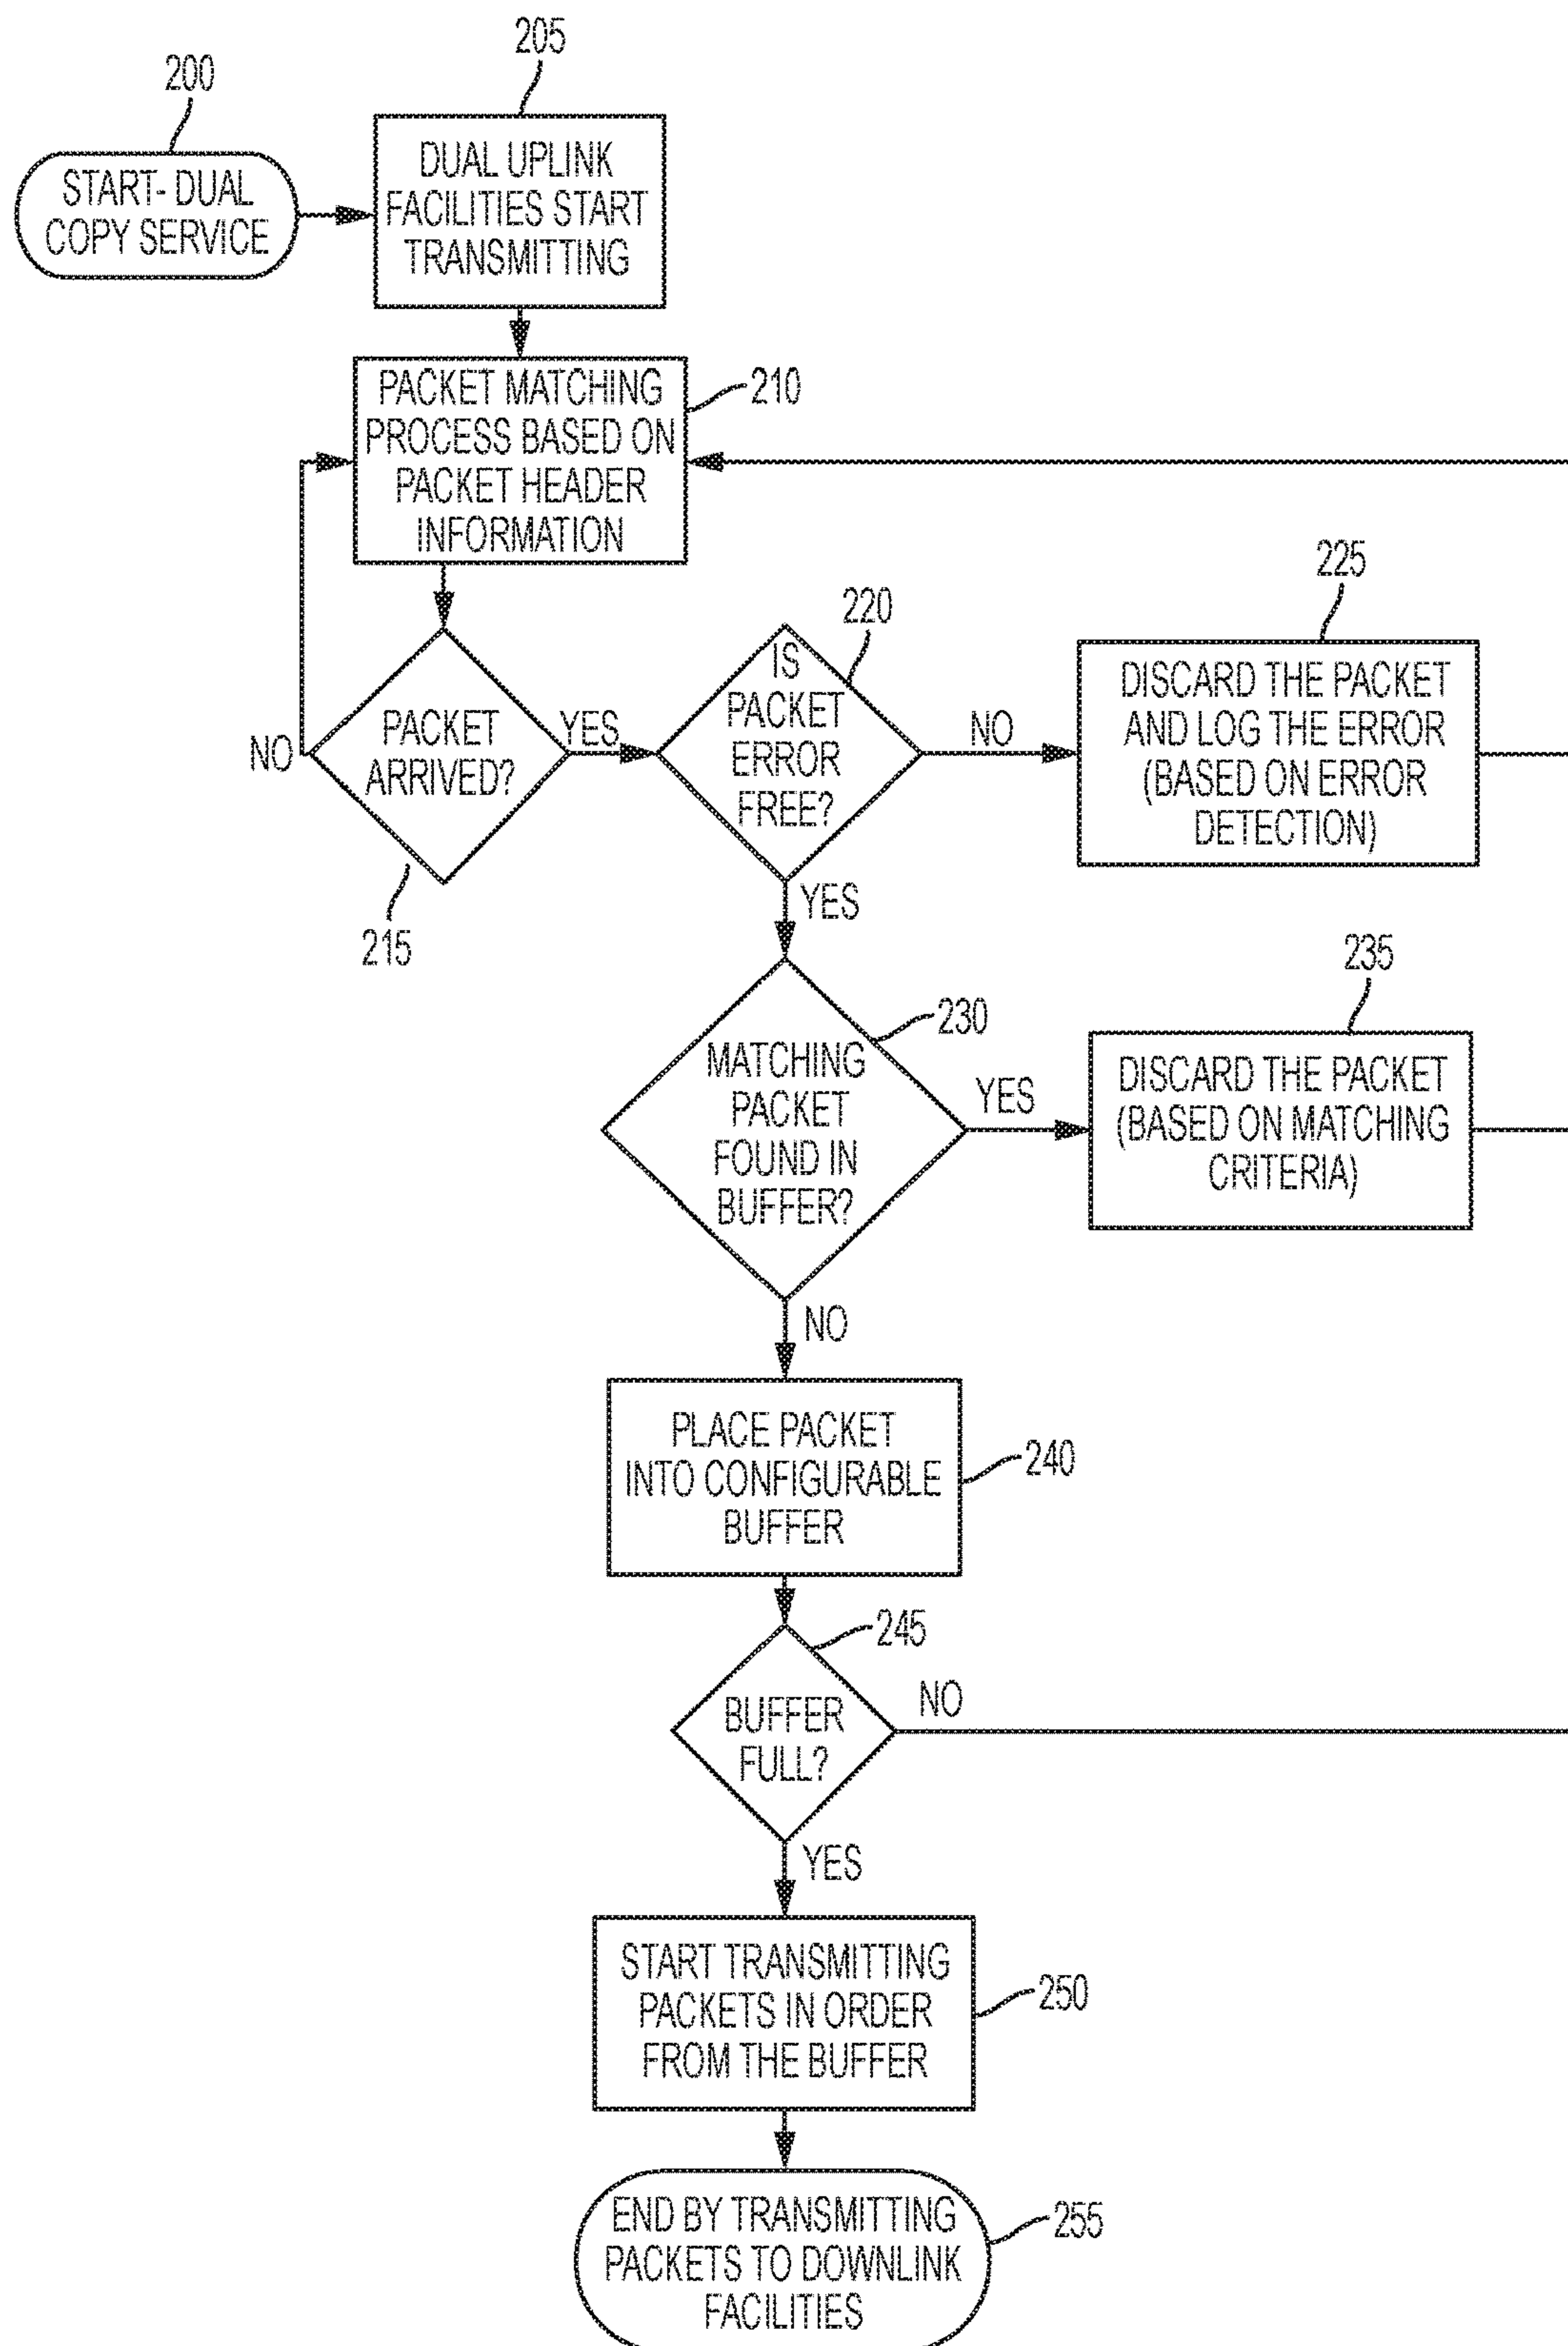 200
START- DUAL
COPY SERVICE
205
DUAL UPLINK
FACILITIES START
TRANSMITTING
PACKET MATCHING
PROCESS BASED ON
PACKET HEADER
INFORMATION
210
PACKET
ARRIVED?
NO
YES
215
220
IS
PACKET
ERROR
FREE?
NO
YES
225
DISCARD THE PACKET
AND LOG THE ERROR
(BASED ON ERROR
DETECTION)
230
MATCHING
PACKET
FOUND IN
BUFFER?
YES
NO
235
DISCARD THE PACKET
(BASED ON MATCHING
CRITERIA)
PLACE PACKET
INTO CONFIGURABLE
BUFFER
240
245
BUFFER
FULL?
NO
YES
START TRANSMITTING
PACKETS IN ORDER
FROM THE BUFFER
250
END BY TRANSMITTING
PACKETS TO DOWNLINK
FACILITIES
255